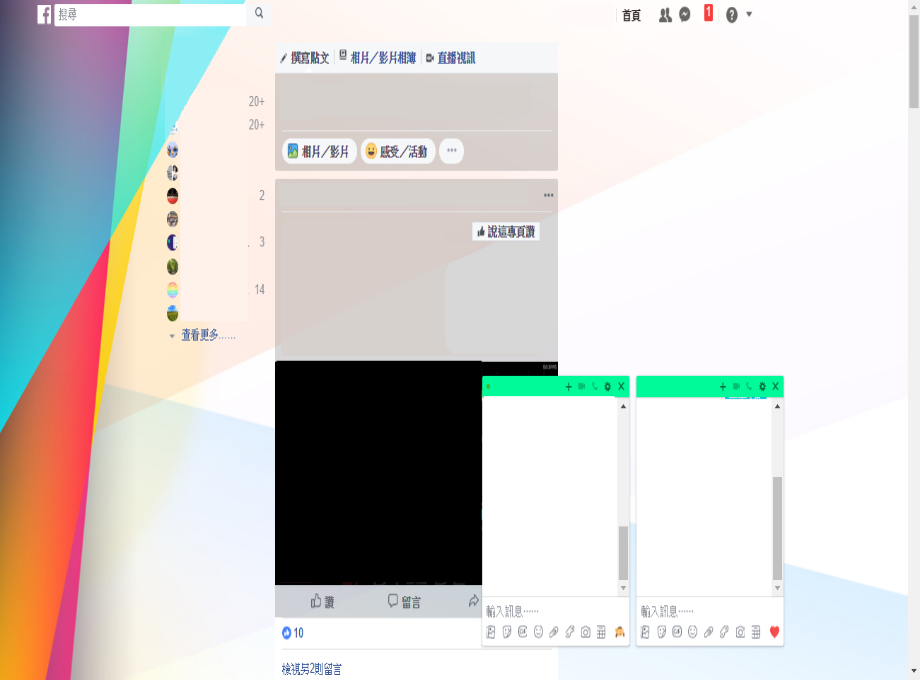 搜尋
首頁
1
撰寫貼文
相片／影片相簿
直播視訊
20+
20+
相片／影片
感受／活動
2
說這專頁讚
3
14
查看更多……
讚
留言
10
檢視另2則留言
輸入訊息……
輸入訊息……